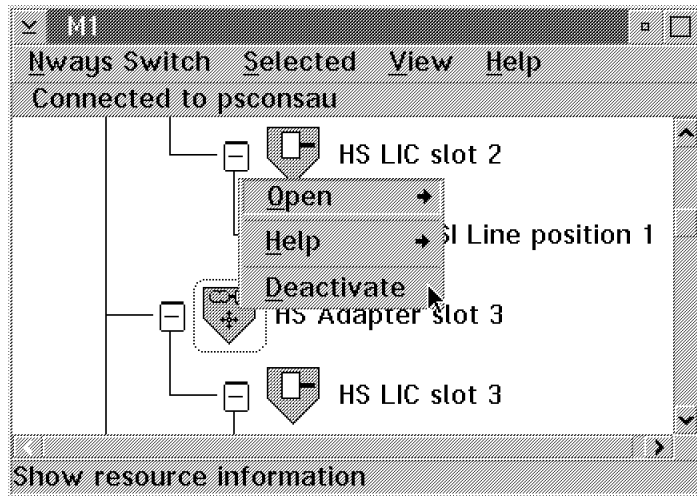 M1
Nways Switch Selected View Help
Connected to psconsau
HS LIC slot 2
Open
Help
SI Line position 1
Deactivate
HS Adapter slot 3
HS LIC slot 3
Show resource information